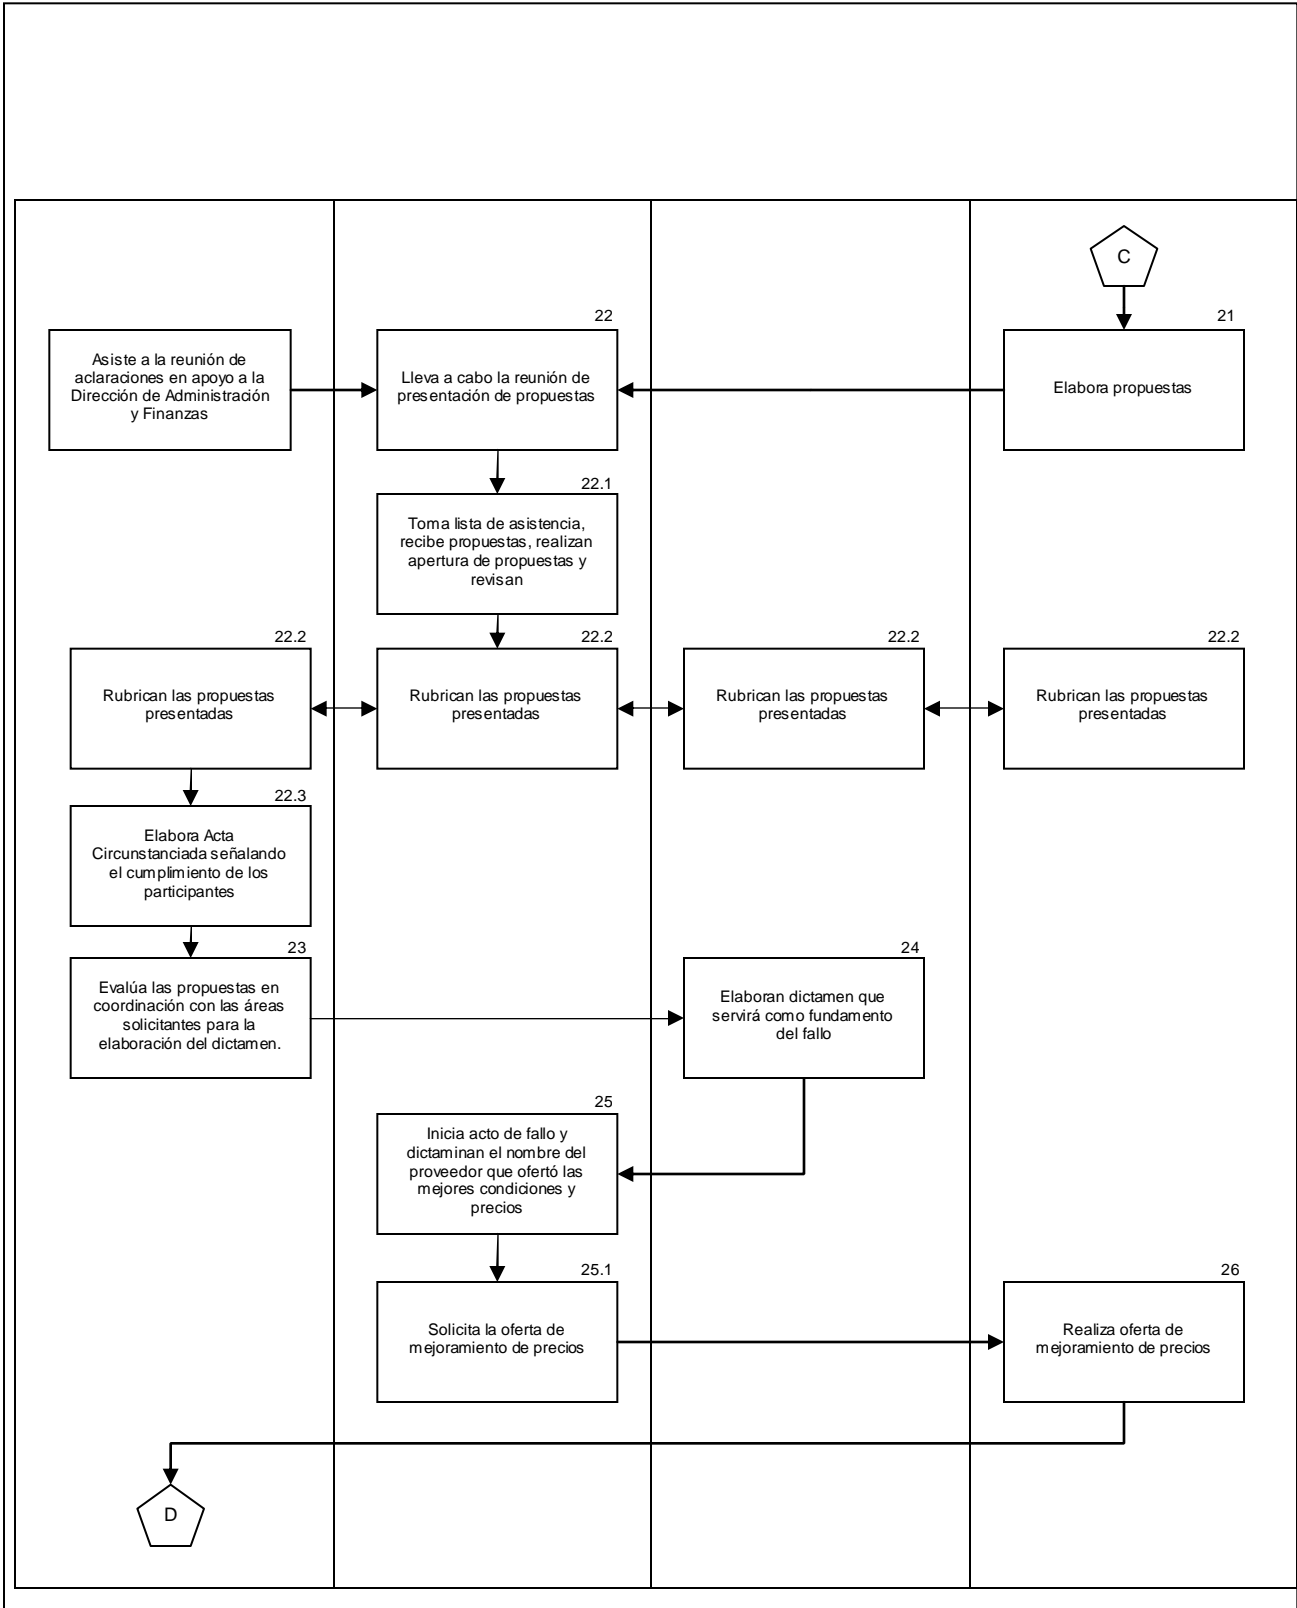 C
21
Elabora propuestas
Asiste a la reunión de
aclaraciones en apoyo a la
Dirección de Administración
y Finanzas
22
Lleva a cabo la reunión de
presentación de propuestas
22.1
Toma lista de asistencia,
recibe propuestas, realizan
apertura de propuestas y
revisan
22.2
Rubrican las propuestas
presentadas
22.2
Rubrican las propuestas
presentadas
22.2
Rubrican las propuestas
presentadas
22.2
Rubrican las propuestas
presentadas
22.3
Elabora Acta
Circunstanciada señalando
el cumplimiento de los
participantes
23
Evalúa las propuestas en
coordinación con las áreas
solicitantes para la
elaboración del dictamen.
24
Elaboran dictamen que
servirá como fundamento
del fallo
25
Inicia acto de fallo y
dictaminan el nombre del
proveedor que ofertó las
mejores condiciones y
precios
25.1
Solicita la oferta de
mejoramiento de precios
26
Realiza oferta de
mejoramiento de precios
D